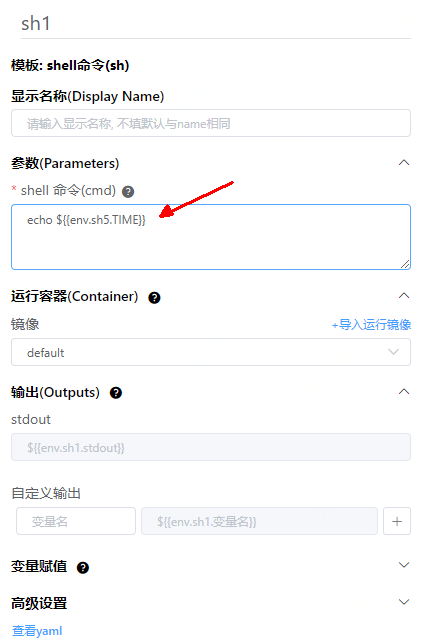 sh1
模板: shell命令(sh)
显示名称(Display Name)
请输入显示名称, 不填默认与name相同
参数(Parameters)
* shell 命令(cmd) ?
echo ${{env.sh5.TIME}}
运行容器(Container) ?
镜像 +导入运行镜像
default
输出(Outputs) ?
stdout
${{env.sh1.stdout}}
自定义输出
变量名 ${{env.sh1.变量名}} +
变量赋值 ?
高级设置
查看yaml